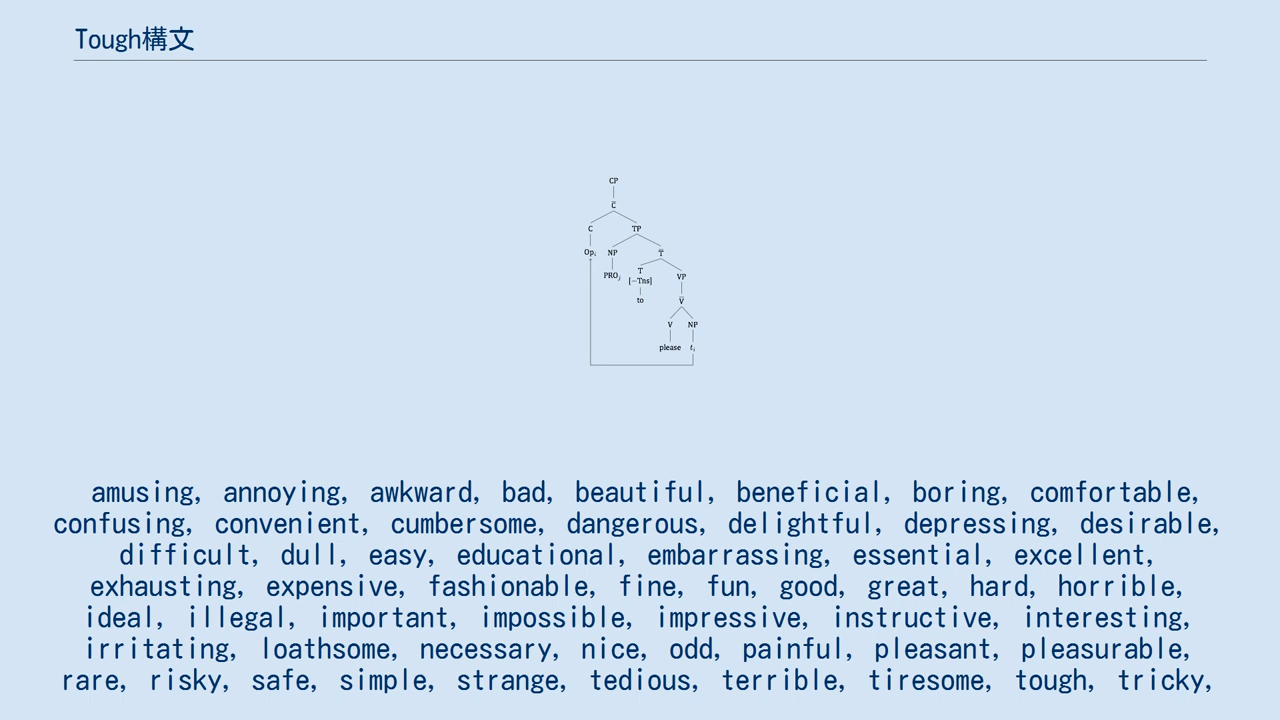 Tough構文
CP
C̅
C TP
Opᵢ NP T̅
PROⱼ T VP
[−Tns]
to V̅
V NP
please tᵢ
amusing, annoying, awkward, bad, beautiful, beneficial, boring, comfortable,
confusing, convenient, cumbersome, dangerous, delightful, depressing, desirable,
difficult, dull, easy, educational, embarrassing, essential, excellent,
exhausting, expensive, fashionable, fine, fun, good, great, hard, horrible,
ideal, illegal, important, impossible, impressive, instructive, interesting,
irritating, loathsome, necessary, nice, odd, painful, pleasant, pleasurable,
rare, risky, safe, simple, strange, tedious, terrible, tiresome, tough, tricky,